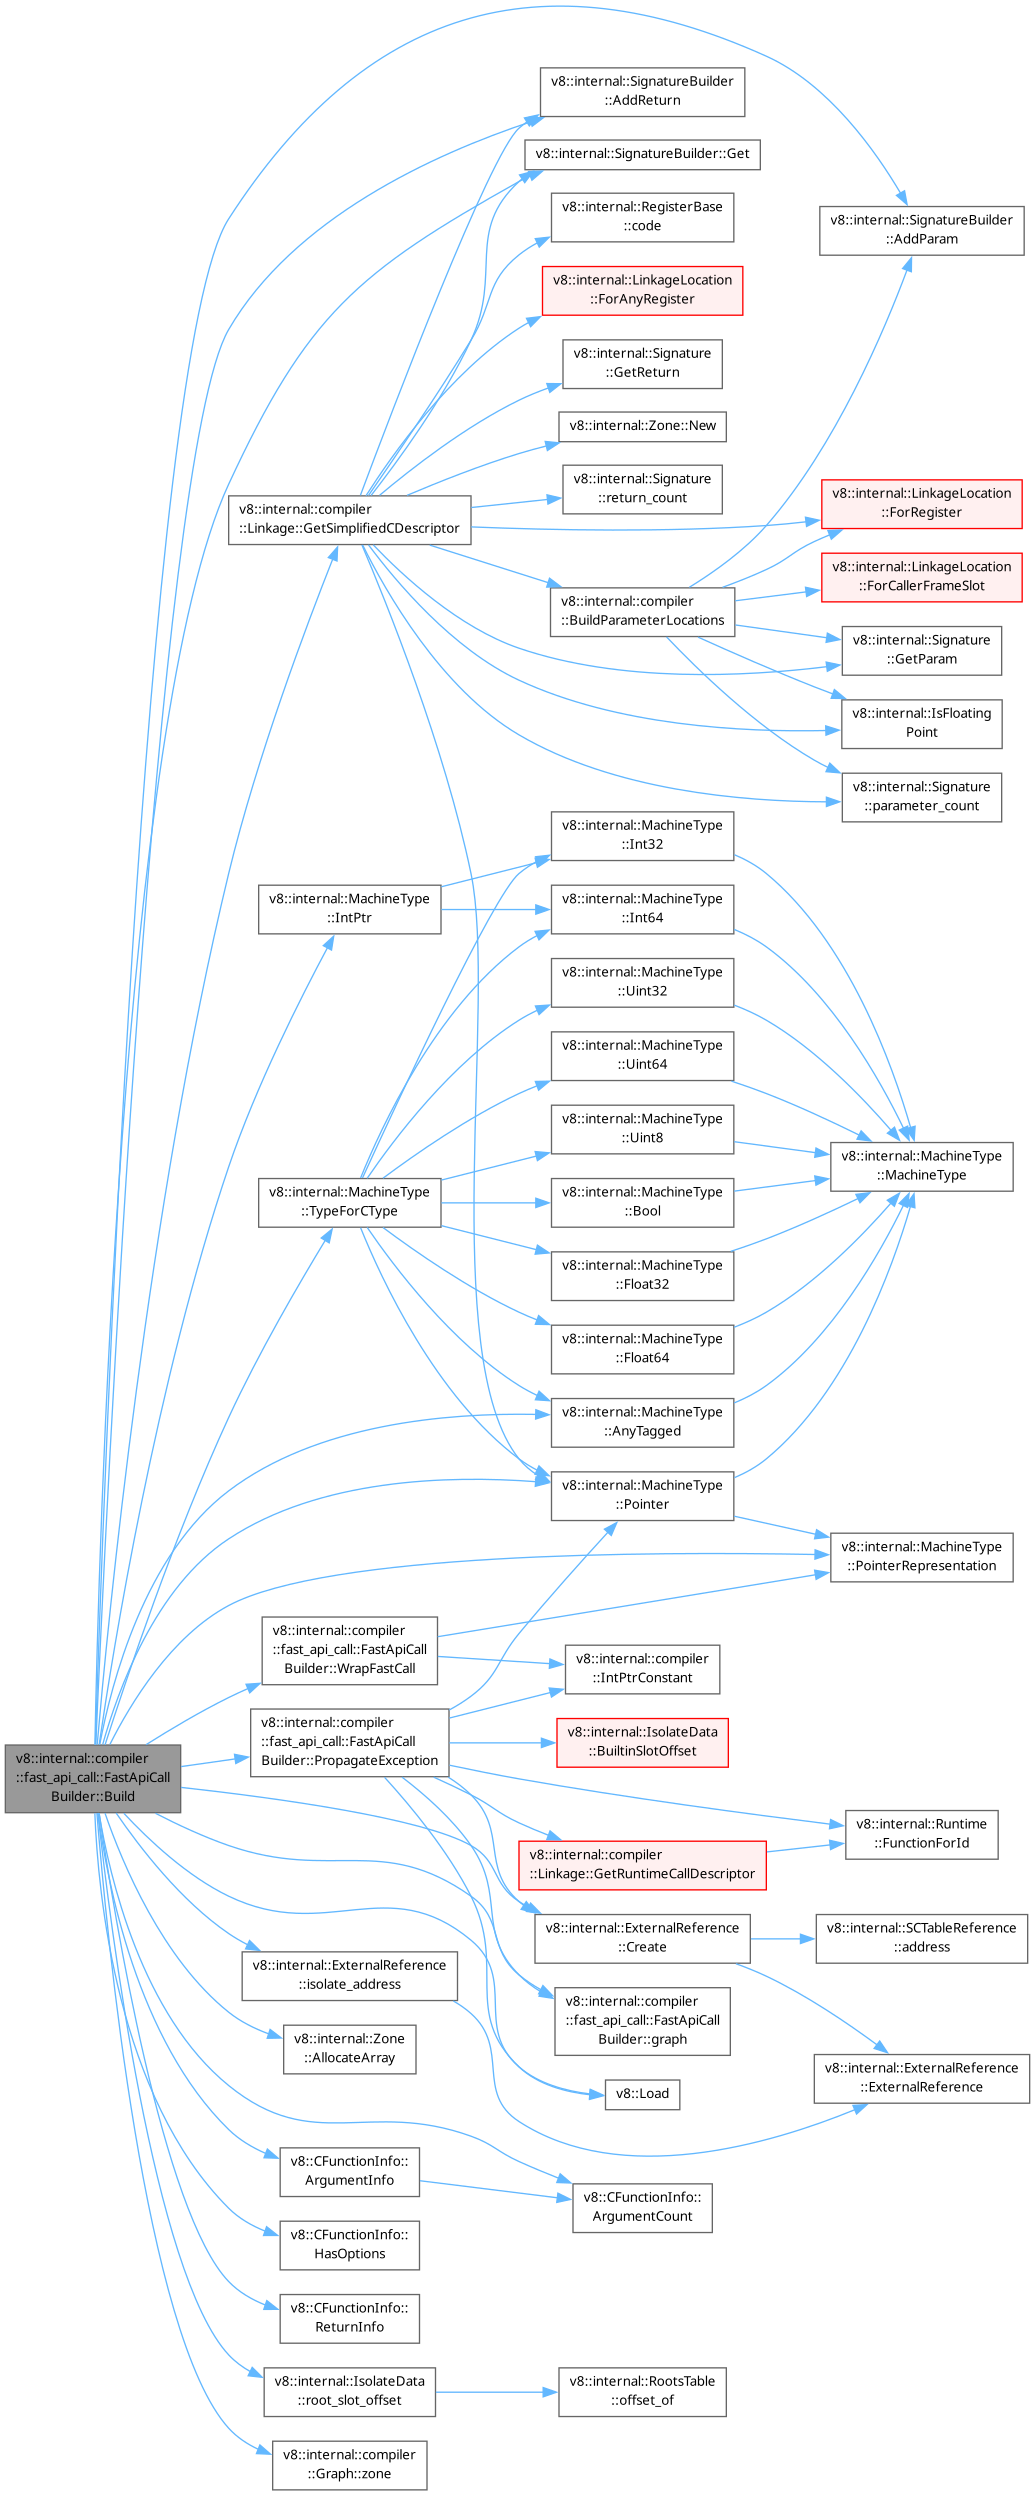 v8::internal::SignatureBuilder
::AddReturn
v8::internal::SignatureBuilder::Get
v8::internal::RegisterBase
::code
v8::internal::SignatureBuilder
::AddParam
v8::internal::LinkageLocation
::ForAnyRegister
v8::internal::Signature
::GetReturn
v8::internal::Zone::New
v8::internal::Signature
::return_count
v8::internal::compiler
::Linkage::GetSimplifiedCDescriptor
v8::internal::LinkageLocation
::ForRegister
v8::internal::LinkageLocation
::ForCallerFrameSlot
v8::internal::compiler
::BuildParameterLocations
v8::internal::Signature
::GetParam
v8::internal::IsFloating
Point
v8::internal::Signature
::parameter_count
v8::internal::MachineType
::Int32
v8::internal::MachineType
::IntPtr
v8::internal::MachineType
::Int64
v8::internal::MachineType
::Uint32
v8::internal::MachineType
::Uint64
v8::internal::MachineType
::Uint8
v8::internal::MachineType
::MachineType
v8::internal::MachineType
::TypeForCType
v8::internal::MachineType
::Bool
v8::internal::MachineType
::Float32
v8::internal::MachineType
::Float64
v8::internal::MachineType
::AnyTagged
v8::internal::MachineType
::Pointer
v8::internal::MachineType
::PointerRepresentation
v8::internal::compiler
::fast_api_call::FastApiCall
Builder::WrapFastCall
v8::internal::compiler
::IntPtrConstant
v8::internal::compiler
::fast_api_call::FastApiCall
Builder::PropagateException
v8::internal::IsolateData
::BuiltinSlotOffset
v8::internal::compiler
::fast_api_call::FastApiCall
Builder::Build
v8::internal::Runtime
::FunctionForId
v8::internal::compiler
::Linkage::GetRuntimeCallDescriptor
v8::internal::ExternalReference
::Create
v8::internal::SCTableReference
::address
v8::internal::ExternalReference
::isolate_address
v8::internal::compiler
::fast_api_call::FastApiCall
Builder::graph
v8::internal::Zone
::AllocateArray
v8::Load
v8::internal::ExternalReference
::ExternalReference
v8::CFunctionInfo::
ArgumentInfo
v8::CFunctionInfo::
ArgumentCount
v8::CFunctionInfo::
HasOptions
v8::CFunctionInfo::
ReturnInfo
v8::internal::IsolateData
::root_slot_offset
v8::internal::RootsTable
::offset_of
v8::internal::compiler
::Graph::zone